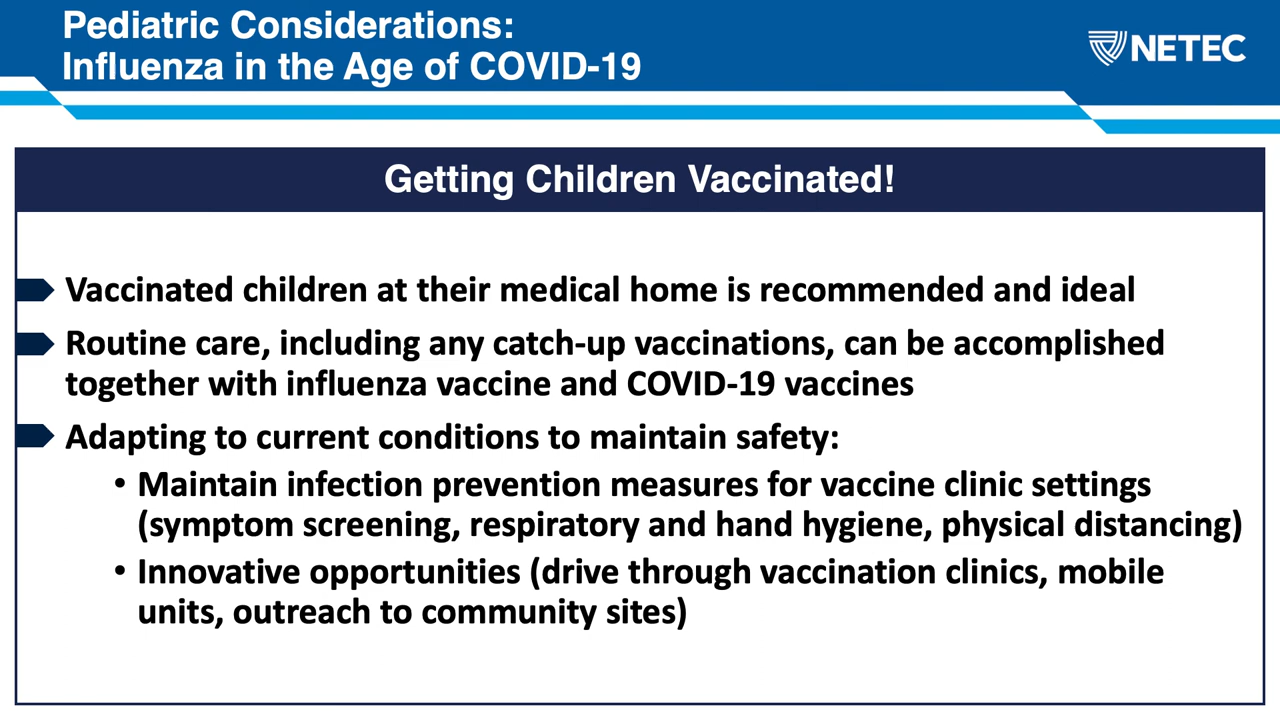 Pediatric Considerations:
Influenza in the Age of COVID-19
NETEC
Getting Children Vaccinated!
Vaccinated children at their medical home is recommended and ideal
Routine care, including any catch-up vaccinations, can be accomplished
together with influenza vaccine and COVID-19 vaccines
Adapting to current conditions to maintain safety:
• Maintain infection prevention measures for vaccine clinic settings
(symptom screening, respiratory and hand hygiene, physical distancing)
• Innovative opportunities (drive through vaccination clinics, mobile
units, outreach to community sites)